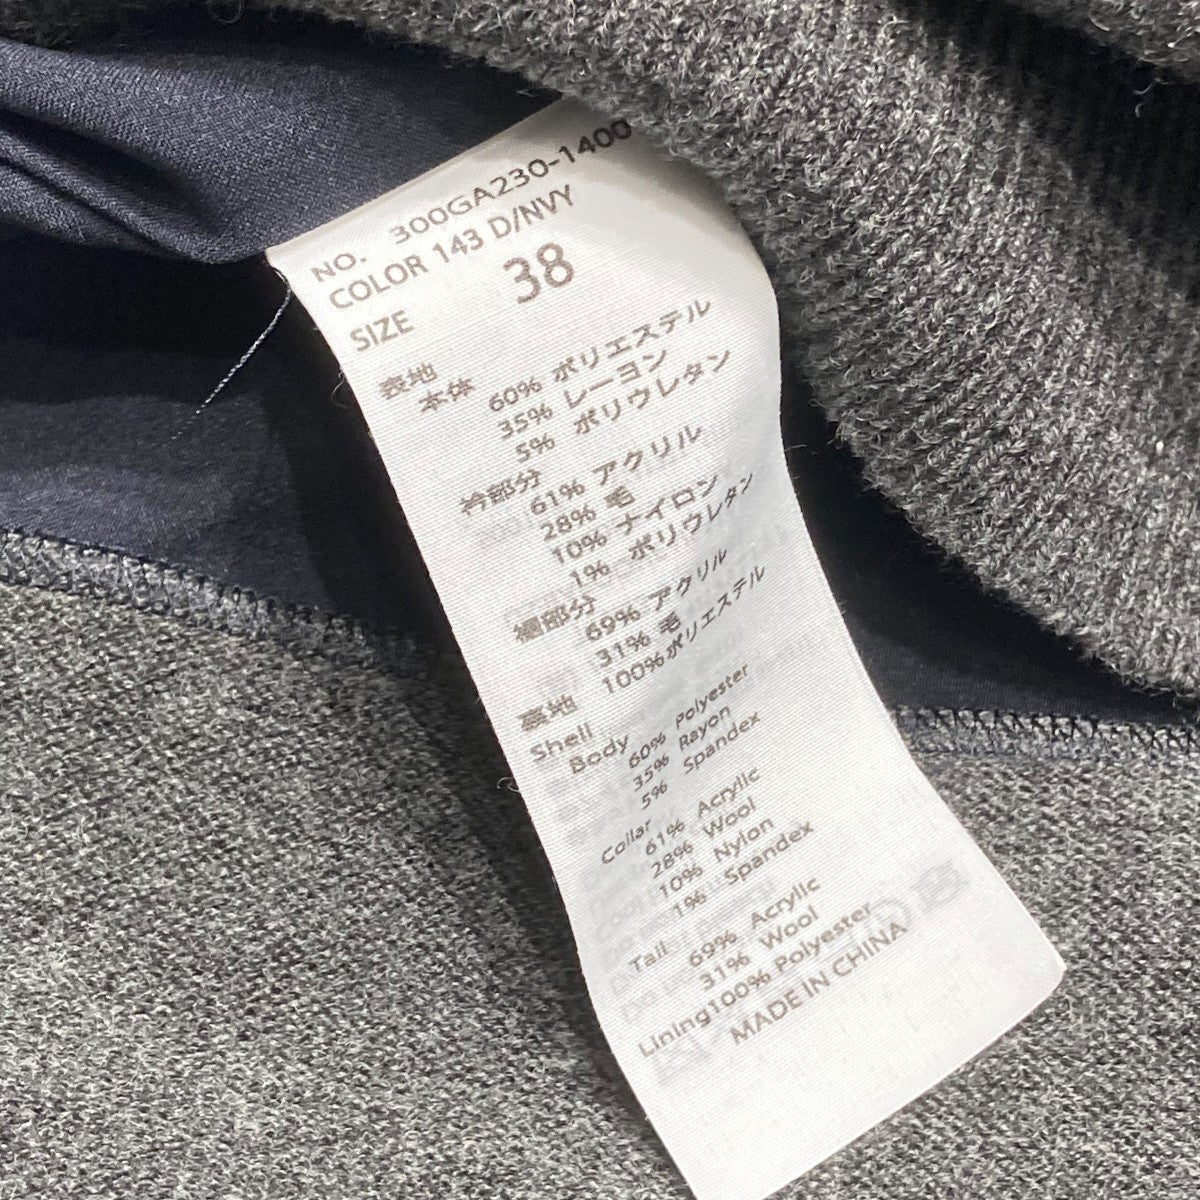 NO. 300GA230-1400
COLOR 143 D/NVY
SIZE 38
表地
本体 60% ポリエステル
35% レーヨン
5% ポリウレタン
衿部分
61% アクリル
28% 毛
10% ナイロン
1% ポリウレタン
裾部分
69% アクリル
31% 毛
裏地 100%ポリエステル
Shell
Body 60% Polyester
35% Rayon
5% Spandex
Collar
61% Acrylic
28% Wool
10% Nylon
1% Spandex
Tail
69% Acrylic
31% Wool
Lining100% Polyester
MADE IN CHINA